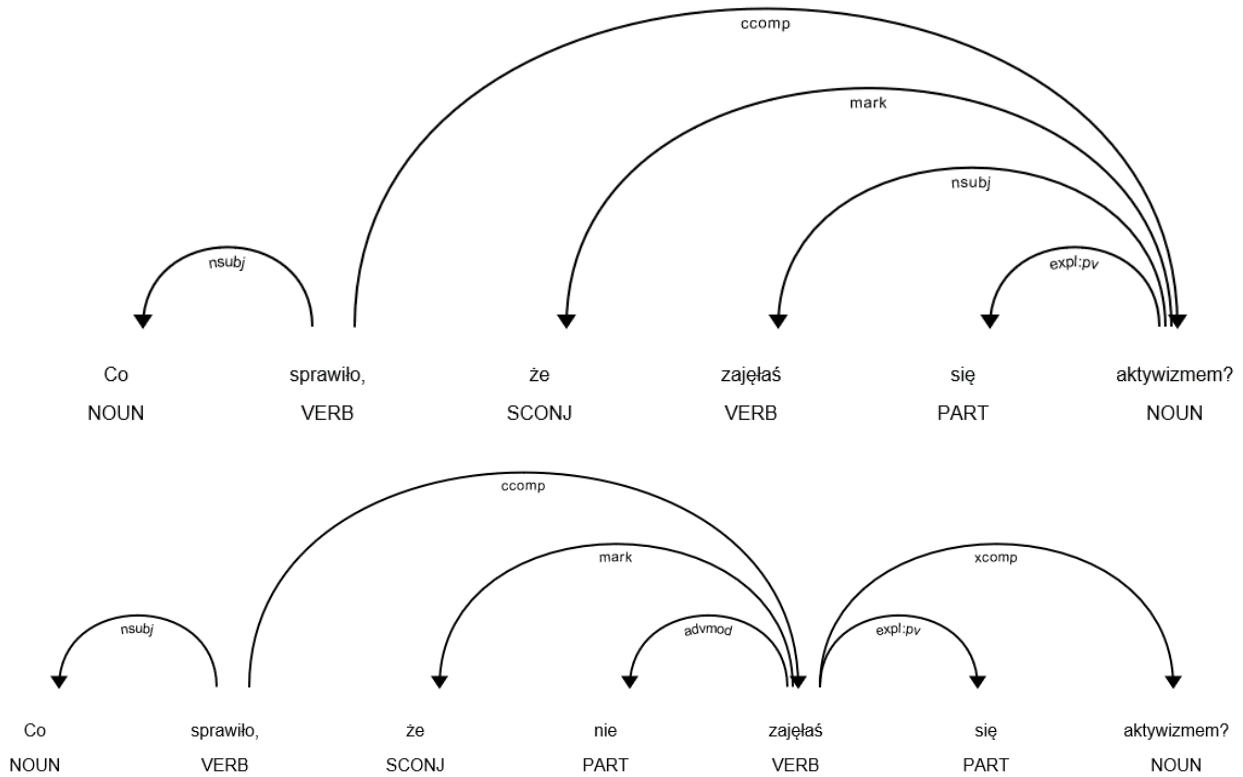 ccomp
mark
nsubj
nsubj expl:pv
Co sprawiło, że zajęłaś się aktywizmem?
NOUN VERB SCONJ VERB PART NOUN
ccomp
mark xcomp
nsubj advmod expl:pv
Co sprawiło, że nie zajęłaś się aktywizmem?
NOUN VERB SCONJ PART VERB PART NOUN